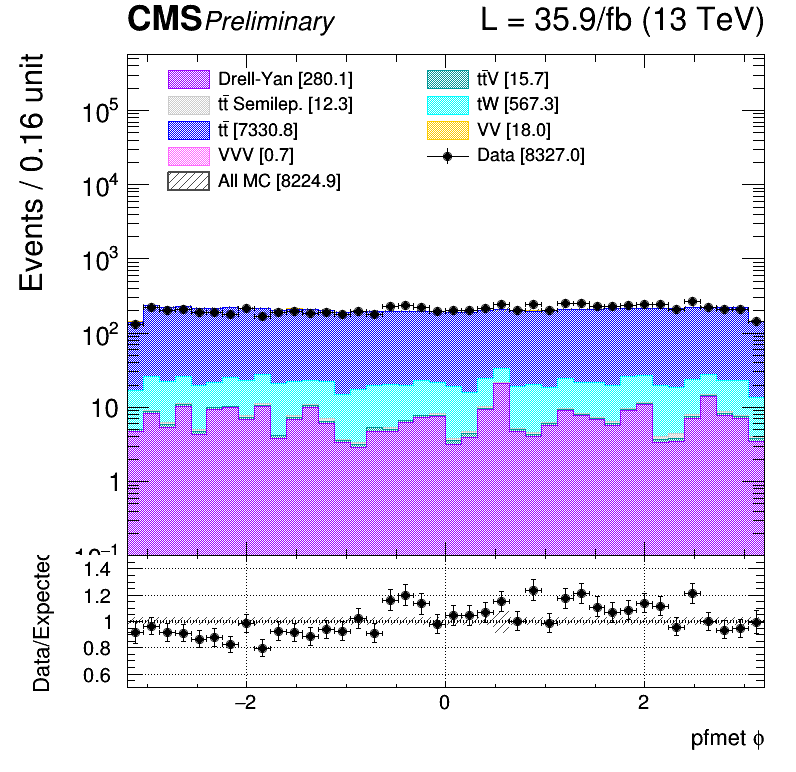 CMS Preliminary L = 35.9/fb (13 TeV)
Drell-Yan [280.1]
tt̄ Semilep. [12.3]
tt̄ [7330.8]
VVV [0.7]
All MC [8224.9]
tt̄V [15.7]
tW [567.3]
VV [18.0]
Data [8327.0]
Events / 0.16 unit
10⁵
10⁴
10³
10²
10
1
10⁻¹
Data/Expected
1.4
1.2
1
0.8
0.6
−2 0 2
pfmet ϕ